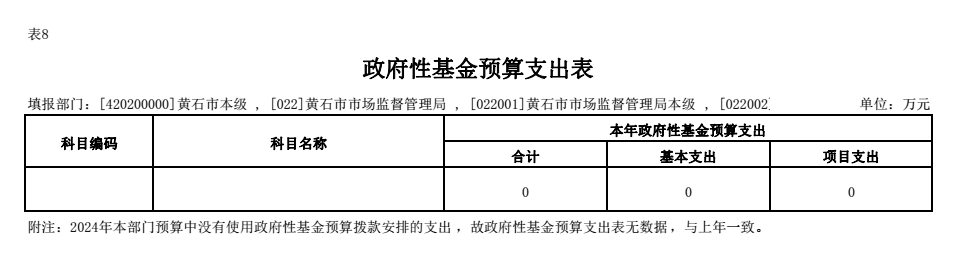 表8
政府性基金预算支出表
填报部门：[420200000]黄石市本级 , [022]黄石市市场监督管理局 , [022001]黄石市市场监督管理局本级 , [022002] 单位：万元
科目编码 科目名称 本年政府性基金预算支出
合计 基本支出 项目支出
0 0 0
附注：2024年本部门预算中没有使用政府性基金预算拨款安排的支出，故政府性基金预算支出表无数据，与上年一致。